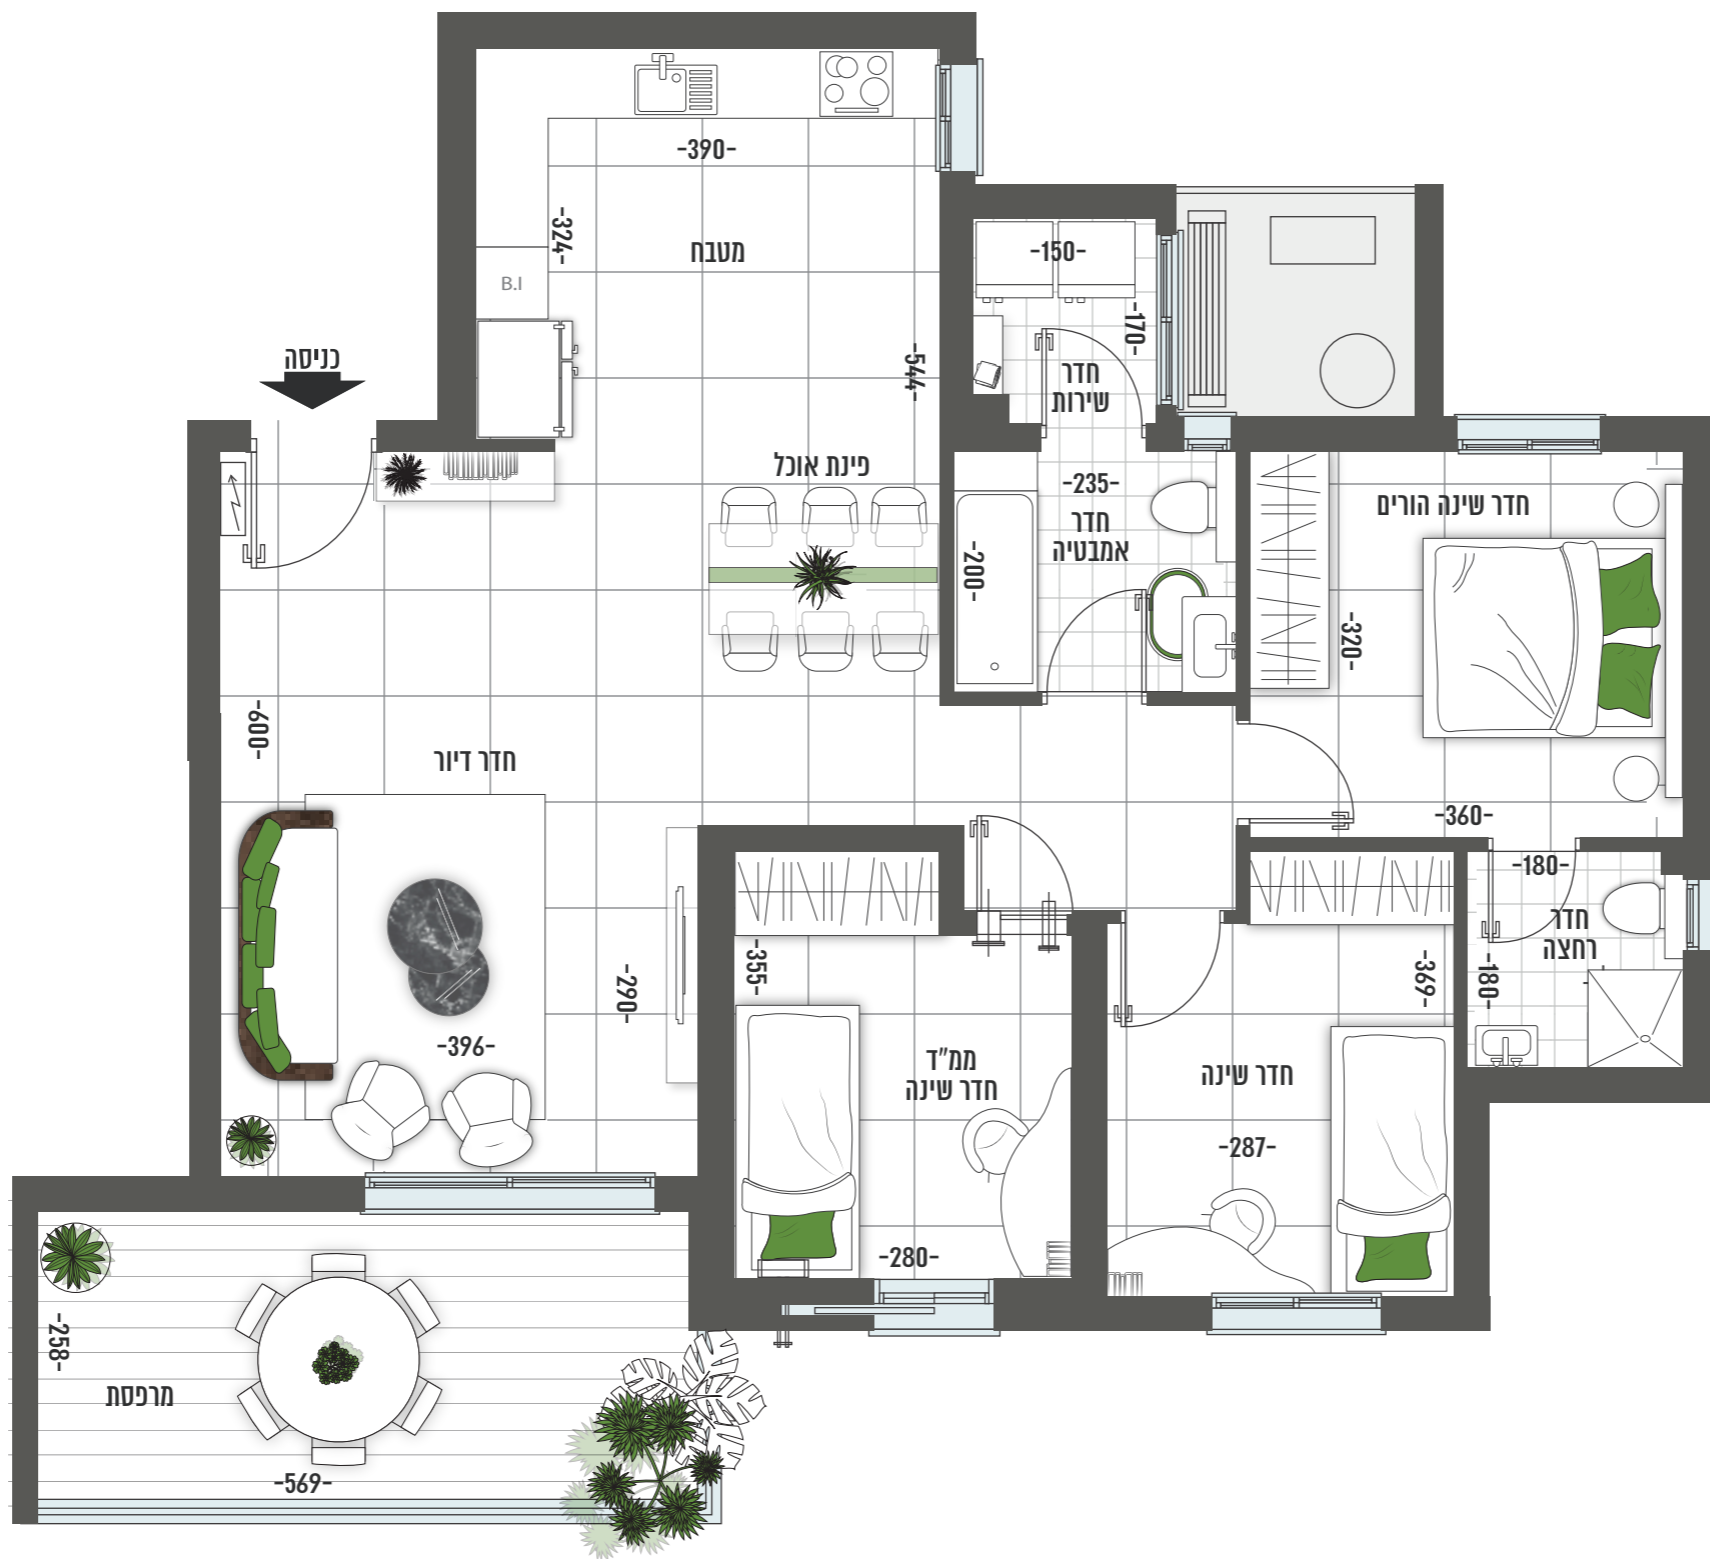 -390-
-324-
מטבח
B.I
-544-
-150-
-170-
חדר
שירות
כניסה
פינת אוכל
-235-
חדר
אמבטיה
-200-
חדר שינה הורים
-320-
-360-
-600-
חדר דיור
-290-
-396-
-355-
ממ"ד
חדר שינה
-280-
-369-
חדר שינה
-287-
-180-
חדר
רחצה
-180-
-258-
מרפסת
-569-